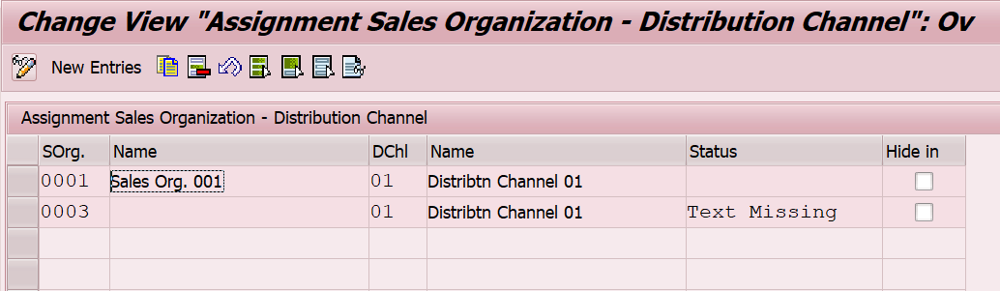 Change View "Assignment Sales Organization - Distribution Channel": Ov
New Entries
Assignment Sales Organization - Distribution Channel
SOrg. Name DChl Name Status Hide in
0001 Sales Org. 001 01 Distribtn Channel 01
0003 01 Distribtn Channel 01 Text Missing